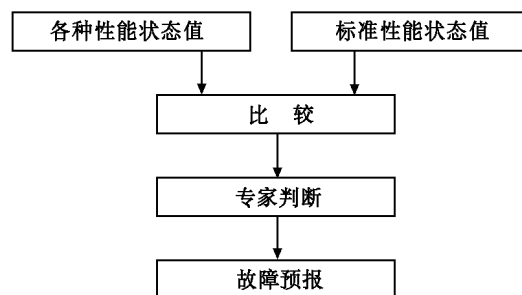 各种性能状态值
标准性能状态值
比 较
专家判断
故障预报